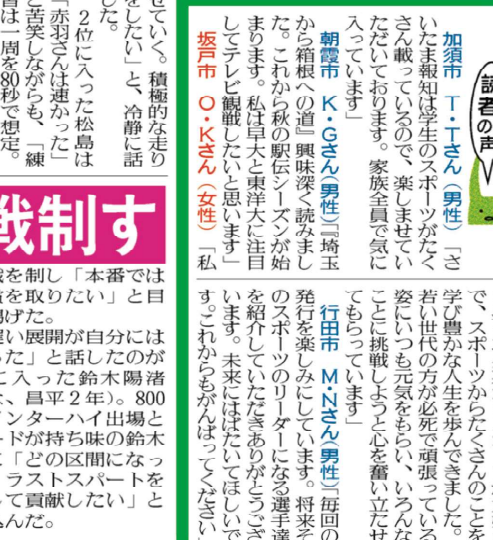 読者の声
加須市　T・Tさん（男性）「さ
いたま報知は学生のスポーツがたく
さん載っているので、楽しませてい
ただいております。家族全員で気に
入っています」
朝霞市　K・Gさん（男性）『埼玉
から箱根への道』興味深く読みまし
た。これから秋の駅伝シーズンが始
まります。私は早大と東洋大に注目
してテレビ観戦したいと思います」
坂戸市　O・Kさん（女性）「私
で、スポーツからたくさんのことを
学び豊かな人生を歩んできました。
若い世代の方が必死で頑張っている
姿にいつも元気をもらい、いろんな
ことに挑戦しようと心を奮い立たせ
てもらっています」
行田市　M・Nさん（男性）「毎回の
発行を楽しみにしています。将来そ
のスポーツのリーダーになる選手達
を紹介していただきありがとうござ
います。未来にはばたいてほしいで
す。これからもがんばってください
せていく。積極的な走り
をしたい」と、冷静に話
した。
２位に入った松島は
「赤羽さんは速かった」
と苦笑しながらも、「練
は一周を80秒で想定。
戦制す
を制し「本番では
を取りたい」と目
げた。
い展開が自分には
た」と話したのが
に入った鈴木陽渚
、昌平２年）。800
ンターハイ出場と
ードが持ち味の鈴木
「どの区間になっ
ラストスパートを
て貢献したい」と
んだ。